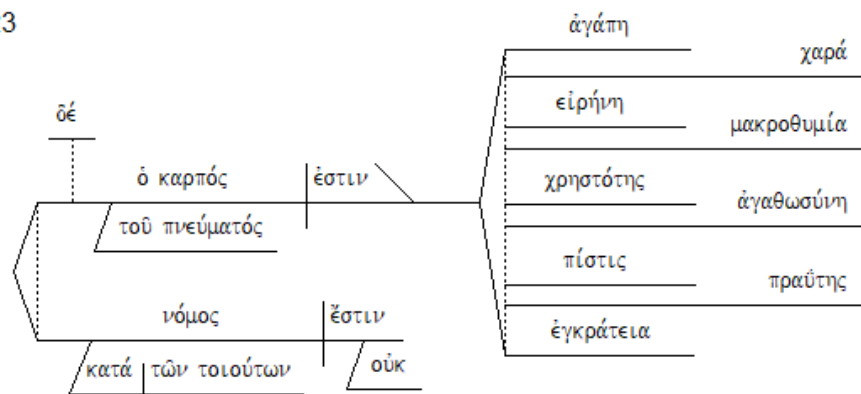 3
ἀγάπη
χαρά
δέ
εἰρήνη
μακροθυμία
ὁ καρπός
ἐστιν
χρηστότης
ἀγαθωσύνη
τοῦ πνεύματός
πίστις
πραΰτης
νόμος
ἔστιν
ἐγκράτεια
κατά
τῶν τοιούτων
οὐκ